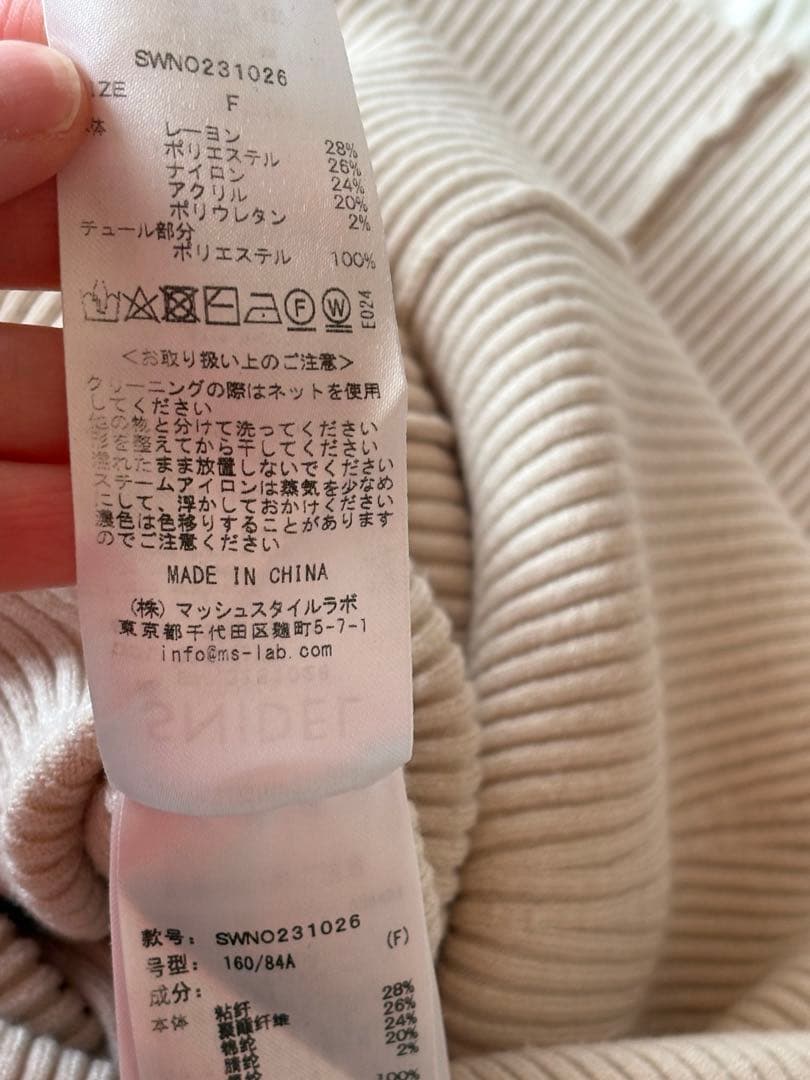 SWNO231026
IZE F
体 レーヨン 28%
ポリエステル 26%
ナイロン 24%
アクリル 20%
ポリウレタン 2%
チュール部分
ポリエステル 100%
F W E024
<お取り扱い上のご注意>
クリーニングの際はネットを使用
してください
他の物と分けて洗ってください
形を整えてから干してください
濡れたまま放置しないでください
スチームアイロンは蒸気を少なめ
にして、浮かしておかけください
濃色は色移りすることがあります
のでご注意ください
MADE IN CHINA
(株)マッシュスタイルラボ
東京都千代田区麹町5-7-1
info@ms-lab.com
SNIDEL
款号: SWNO231026 (F)
号型: 160/84A
成分:
本体 粘纤 28%
聚酯纤维 26%
锦纶 24%
腈纶 20%
2%
100%